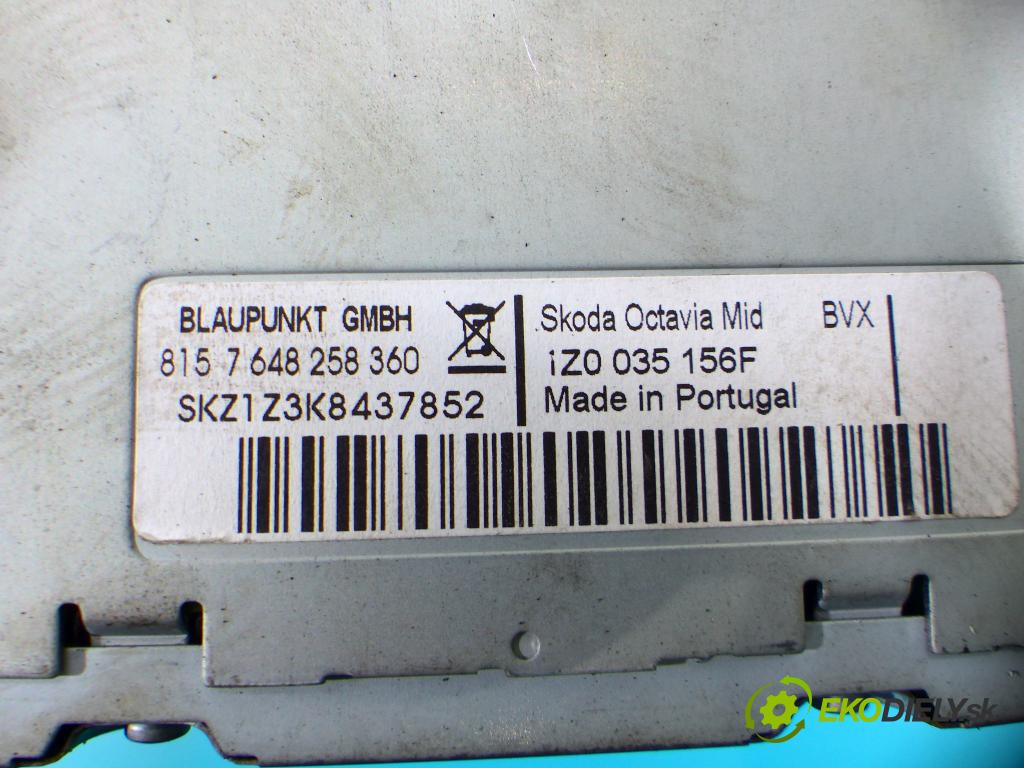 BLAUPUNKT GMBH
815 7 648 258 360
SKZ1Z3K8437852
Skoda Octavia Mid BVX
1Z0 035 156F
Made in Portugal
EKODIELY.sk